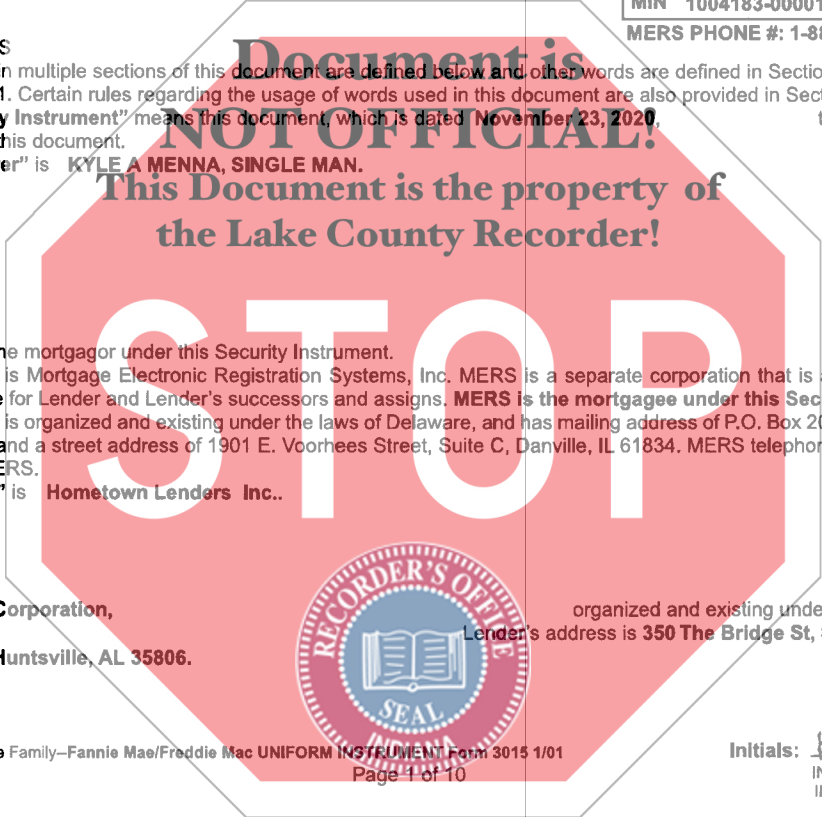 MIN 1004183-00001
MERS PHONE #: 1-88
S
Document is
n multiple sections of this document are defined below and other words are defined in Sectio
1. Certain rules regarding the usage of words used in this document are also provided in Sect
y Instrument" means this document, which is dated November 23, 2020, t
NOT OFFICIAL!
his document.
er" is KYLE A MENNA, SINGLE MAN.
This Document is the property of
the Lake County Recorder!
STOP
he mortgagor under this Security Instrument.
is Mortgage Electronic Registration Systems, Inc. MERS is a separate corporation that is a
e for Lender and Lender's successors and assigns. MERS is the mortgagee under this Sec
is organized and existing under the laws of Delaware, and has mailing address of P.O. Box 20
and a street address of 1901 E. Voorhees Street, Suite C, Danville, IL 61834. MERS telephon
ERS.
" is Hometown Lenders Inc..
RECORDER'S OFFICE
Corporation, organized and existing unde
Lender's address is 350 The Bridge St,
Huntsville, AL 35806.
SEAL
INDIANA
e Family–Fannie Mae/Freddie Mac UNIFORM INSTRUMENT Form 3015 1/01 Initials:
Page 1 of 10